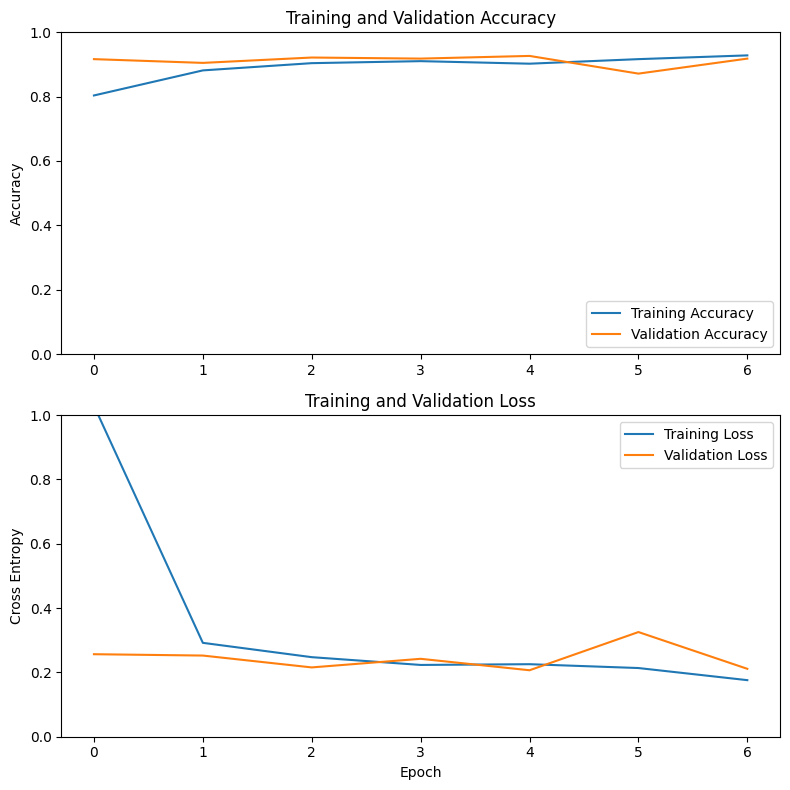 Training and Validation Accuracy
1.0
0.8
0.6
0.4
0.2
0.0
Accuracy
Training Accuracy
Validation Accuracy
0 1 2 3 4 5 6
Training and Validation Loss
1.0
0.8
0.6
0.4
0.2
0.0
Cross Entropy
Training Loss
Validation Loss
0 1 2 3 4 5 6
Epoch